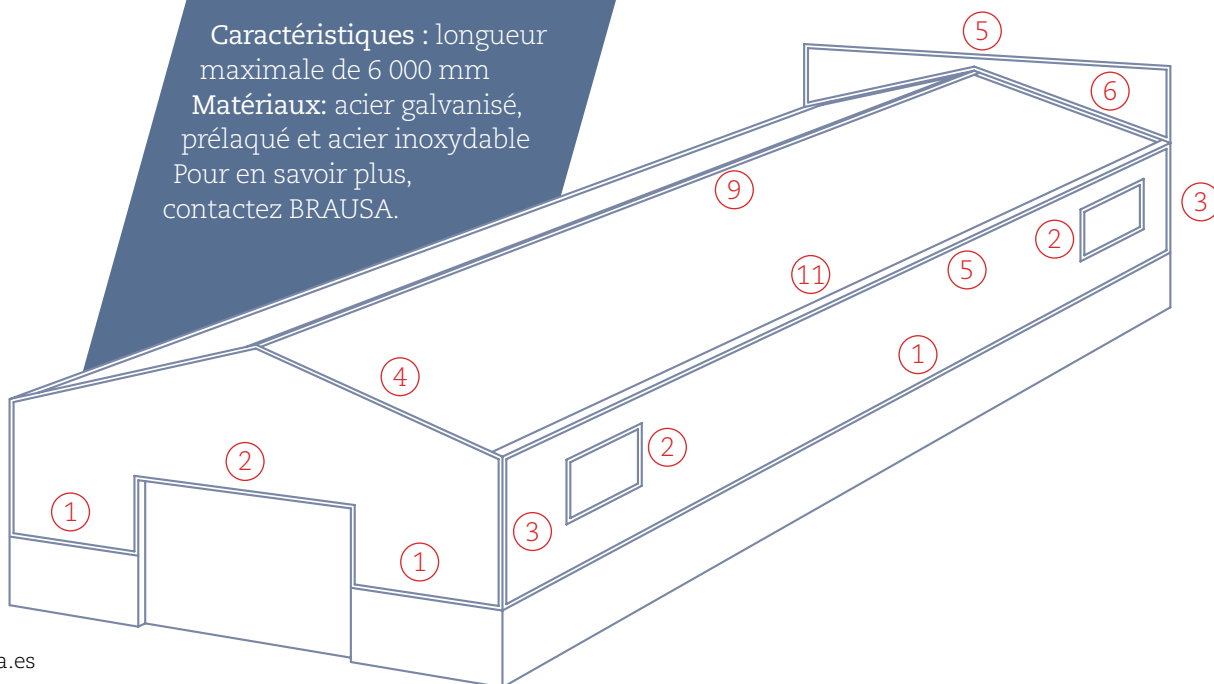 Caractéristiques : longueur
maximale de 6 000 mm
Matériaux: acier galvanisé,
prélaqué et acier inoxydable
Pour en savoir plus,
contactez BRAUSA.
5
6
9
3
2
11
5
1
4
2
2
1
3
1
a.es